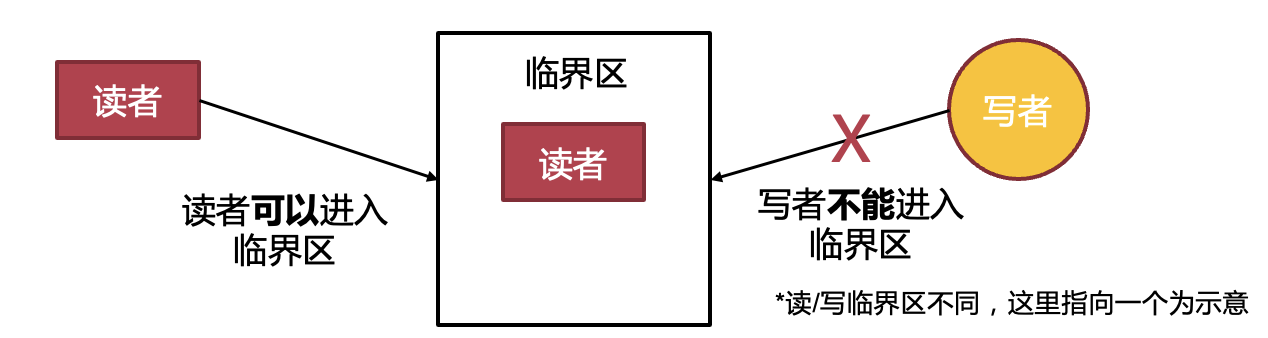 临界区
读者
读者
写者
X
读者可以进入
临界区
写者不能进入
临界区
*读/写临界区不同，这里指向一个为示意